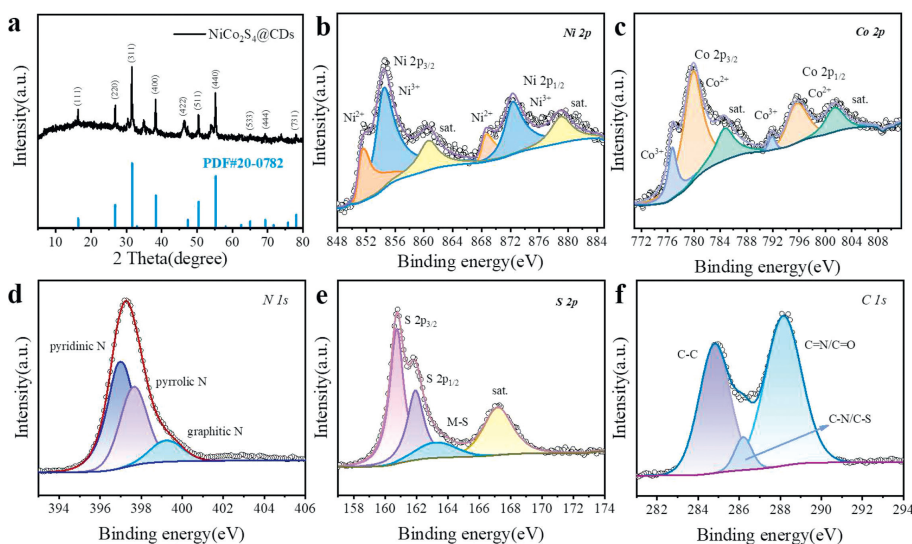 a
NiCo2S4@CDs
(111)
(220)
(311)
(400)
(422)
(511)
(440)
(533)
(444)
(731)
PDF#20-0782
Intensity(a.u.)
10 20 30 40 50 60 70 80
2 Theta(degree)
b
Ni 2p
Ni 2p3/2
Ni3+
Ni2+
sat.
Ni 2p1/2
Ni3+
Ni2+
sat.
Intensity(a.u.)
848 852 856 860 864 868 872 876 880 884
Binding energy(eV)
c
Co 2p
Co 2p3/2
Co2+
Co3+
sat.
Co 2p1/2
Co2+
Co3+
sat.
Intensity(a.u.)
772 776 780 784 788 792 796 800 804 808
Binding energy(eV)
d
N 1s
pyridinic N
pyrrolic N
graphitic N
Intensity(a.u.)
394 396 398 400 402 404 406
Binding energy(eV)
e
S 2p
S 2p3/2
S 2p1/2
M-S
sat.
Intensity(a.u.)
156 158 160 162 164 166 168 170 172 174
Binding energy(eV)
f
C 1s
C-C
C=N/C=O
C-N/C-S
Intensity(a.u.)
282 284 286 288 290 292 294
Binding energy(eV)